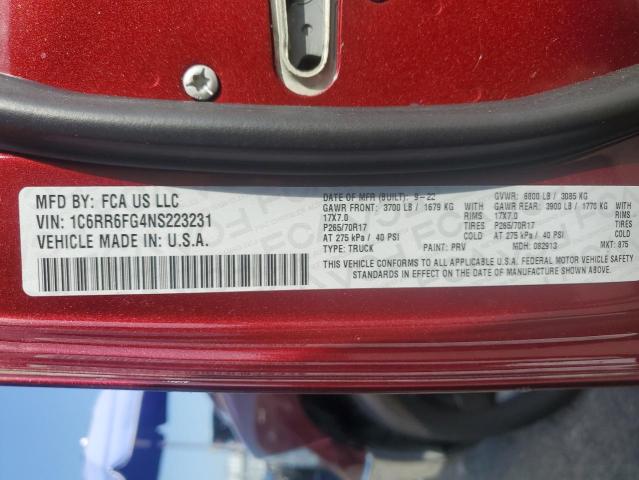 MFD BY: FCA US LLC
VIN: 1C6RR6FG4NS223231
VEHICLE MADE IN: U.S.A.
DATE OF MFR (BUILT): 9-22 GVWR: 6800 LB / 3085 KG
GAWR FRONT: 3700 LB / 1679 KG WITH GAWR REAR: 3900 LB / 1770 KG WITH
17X7.0 RIMS 17X7.0 RIMS
P265/70R17 TIRES P265/70R17 TIRES
AT 275 kPa / 40 PSI COLD AT 275 kPa / 40 PSI COLD
TYPE: TRUCK PAINT: PRV MDH: 082913 MXT: 875
THIS VEHICLE CONFORMS TO ALL APPLICABLE U.S.A. FEDERAL MOTOR VEHICLE SAFETY
STANDARDS IN EFFECT ON THE DATE OF MANUFACTURE SHOWN ABOVE.